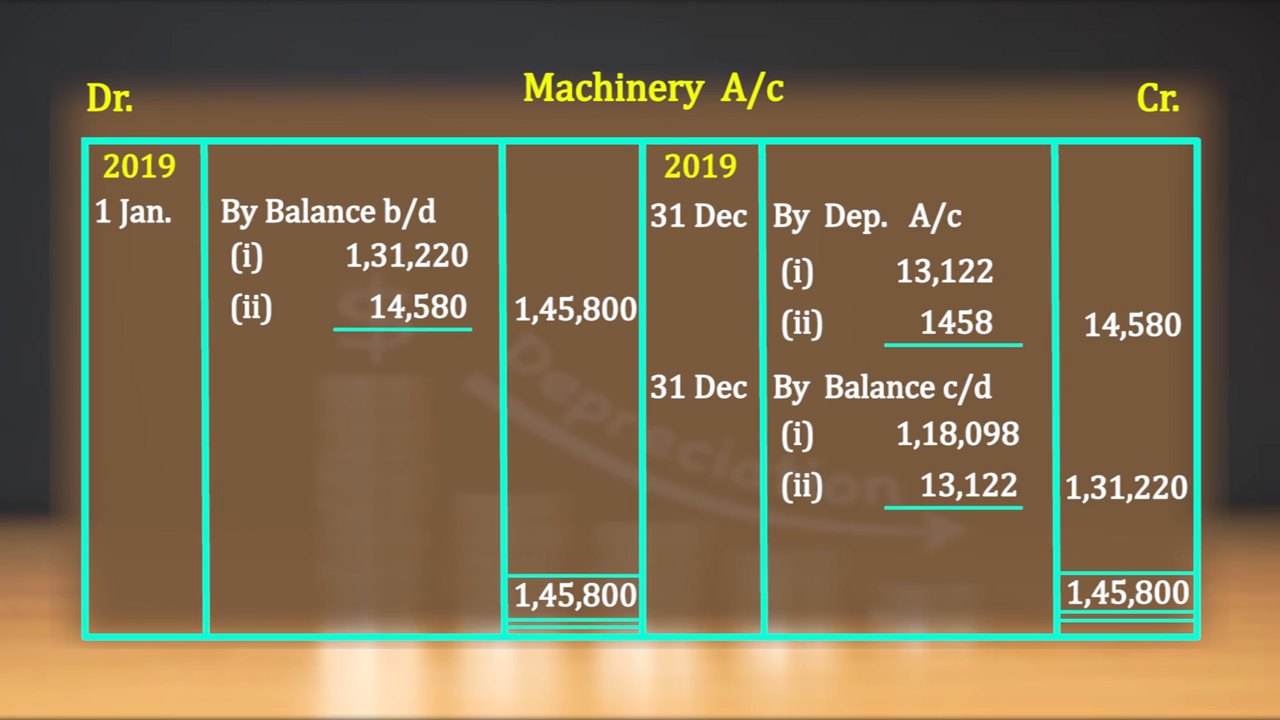 Dr.
Machinery A/c
Cr.
2019
1 Jan. By Balance b/d
(i) 1,31,220
(ii) 14,580 1,45,800
1,45,800
2019
31 Dec By Dep. A/c
(i) 13,122
(ii) 1458 14,580
31 Dec By Balance c/d
(i) 1,18,098
(ii) 13,122 1,31,220
1,45,800
$
Depreciation